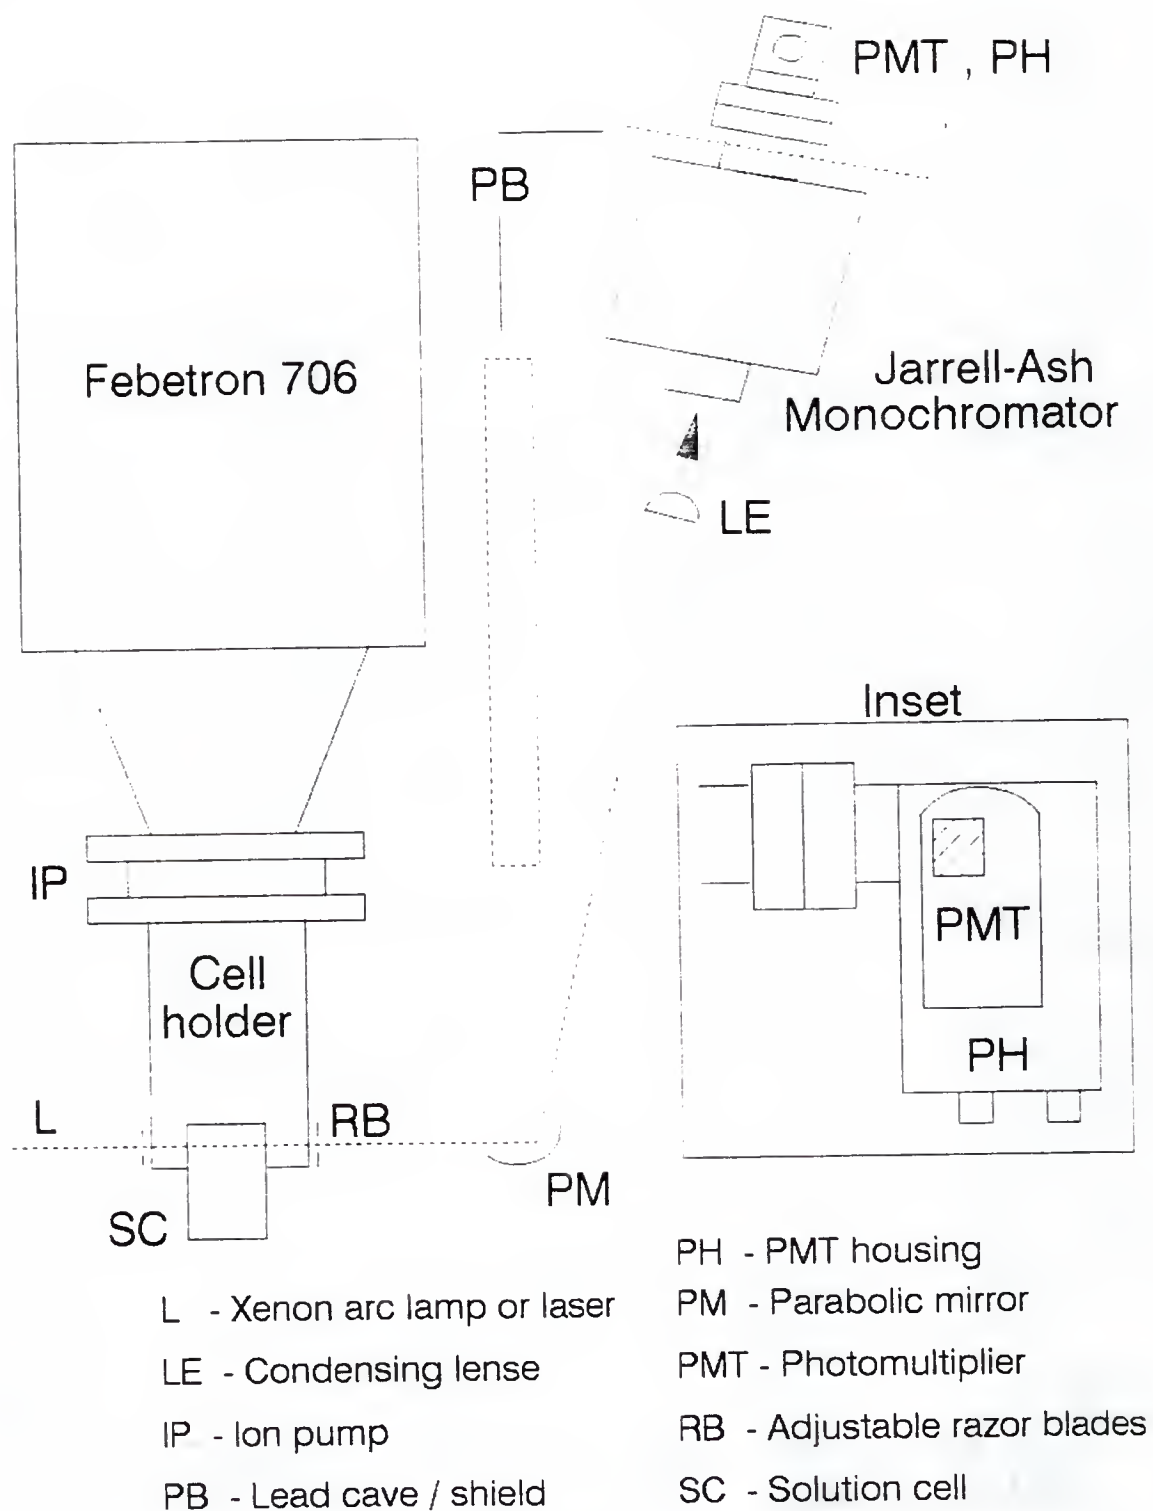 PMT , PH
PB
Febetron 706
Jarrell-Ash
Monochromator
LE
Inset
IP
PMT
Cell
holder
PH
L
RB
PM
SC
L - Xenon arc lamp or laser
LE - Condensing lense
IP - Ion pump
PB - Lead cave / shield
PH - PMT housing
PM - Parabolic mirror
PMT - Photomultiplier
RB - Adjustable razor blades
SC - Solution cell